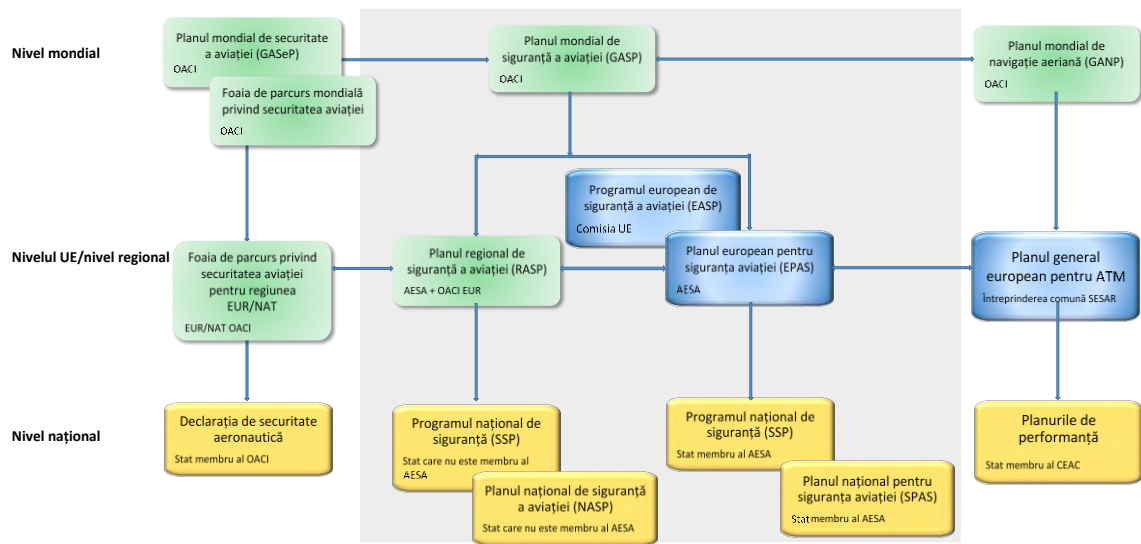 Nivel mondial
Planul mondial de securitate
a aviației (GASeP)
OACI
Foaia de parcurs mondială
privind securitatea aviației
OACI
Planul mondial de
siguranță a aviației (GASP)
OACI
Planul mondial de
navigație aeriană (GANP)
OACI
Programul european de
siguranță a aviației (EASP)
Comisia UE
Nivelul UE/nivel regional
Foaia de parcurs privind
securitatea aviației
pentru regiunea
EUR/NAT
EUR/NAT OACI
Planul regional de
siguranță a aviației (RASP)
AESA + OACI EUR
Planul european pentru
siguranța aviației (EPAS)
AESA
Planul general
european pentru ATM
Întreprinderea comună SESAR
Nivel național
Declarația de securitate
aeronautică
Stat membru al OACI
Programul național de
siguranță (SSP)
Stat care nu este membru al
AESA
Planul național de siguranță
a aviației (NASP)
Stat care nu este membru al AESA
Programul național de
siguranță (SSP)
Stat membru al AESA
Planul național pentru
siguranța aviației (SPAS)
Stat membru al AESA
Planurile de
performanță
Stat membru al CEAC